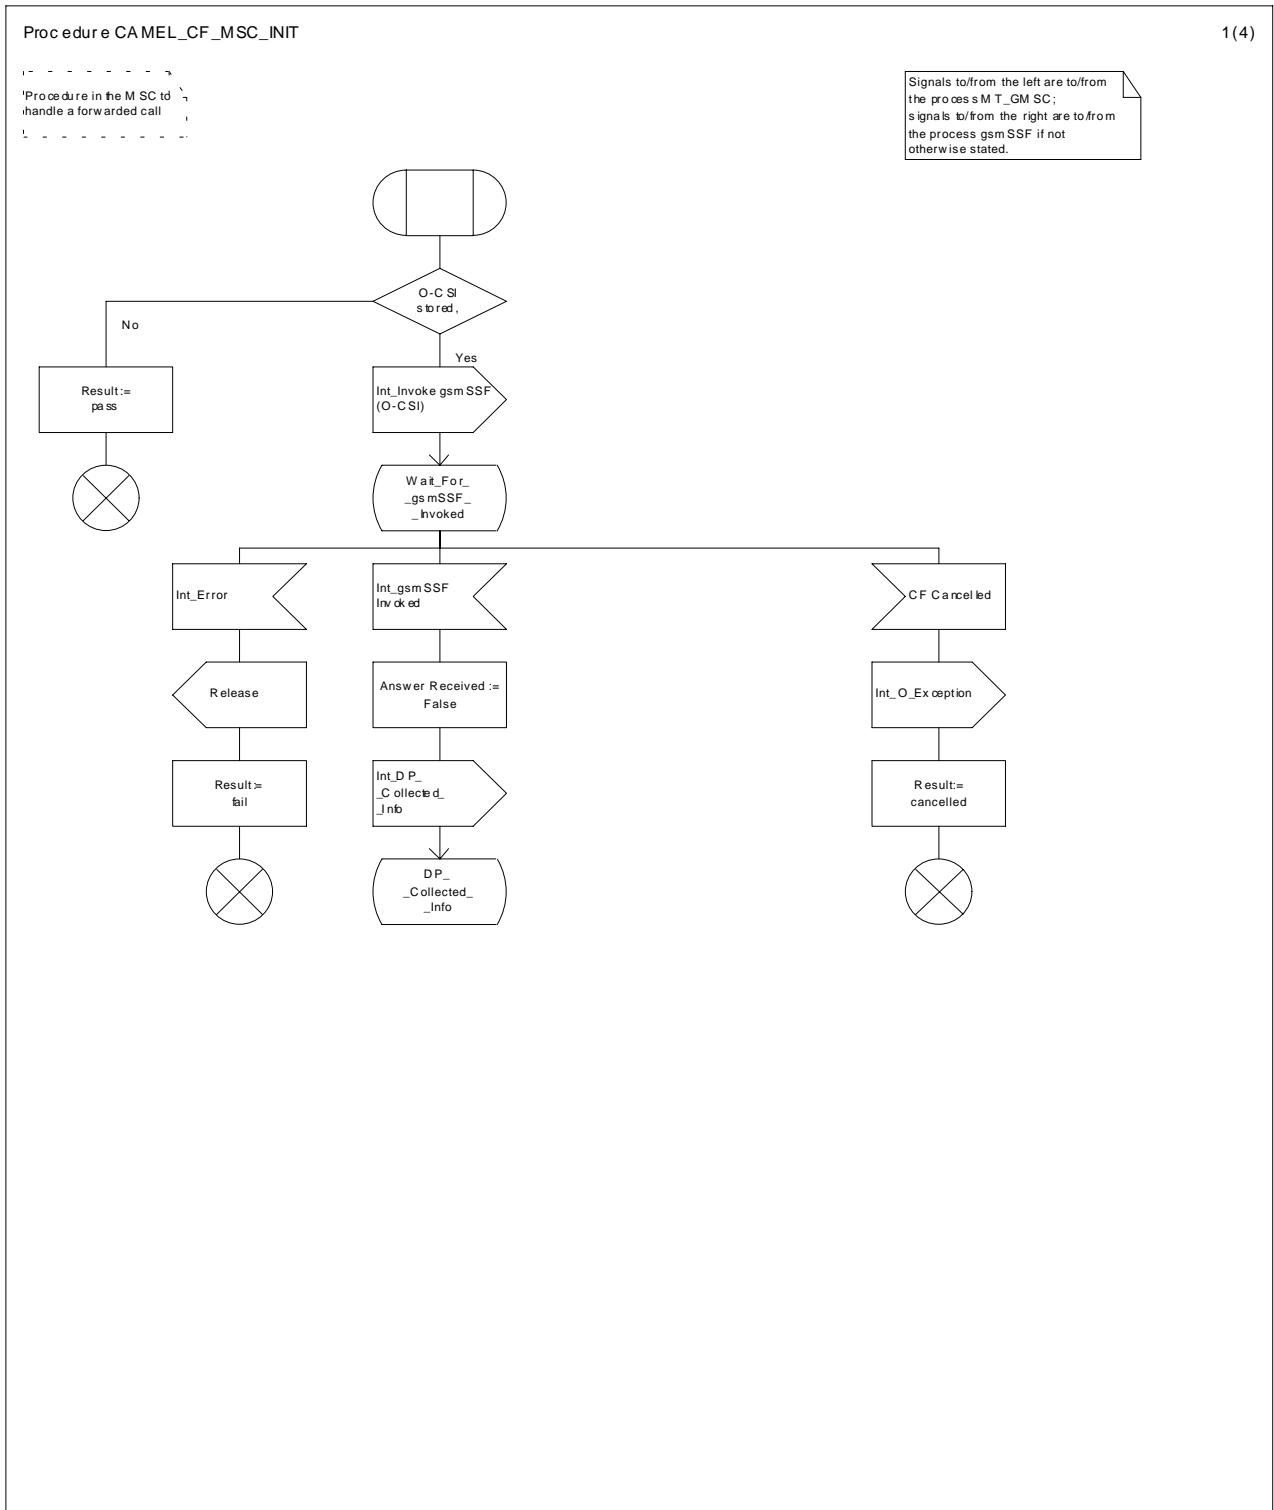 Procedure CAMEL_CF_MSC_INIT
1(4)
Procedure in the MSC to
handle a forwarded call
Signals to/from the left are to/from
the process MT_GMSC;
signals to/from the right are to/from
the process gsmSSF if not
otherwise stated.
O-CSI
stored,
No
Yes
Result:=
pass
Int_Invoke gsmSSF
(O-CSI)
Wait_For_
_gsmSSF_
_Invoked
Int_Error
Int_gsmSSF
Invoked
CF Cancelled
Release
Answer Received :=
False
Int_O_Exception
Result:=
fail
Int_DP_
_Collected_
_Info
Result:=
cancelled
DP_
_Collected_
_Info